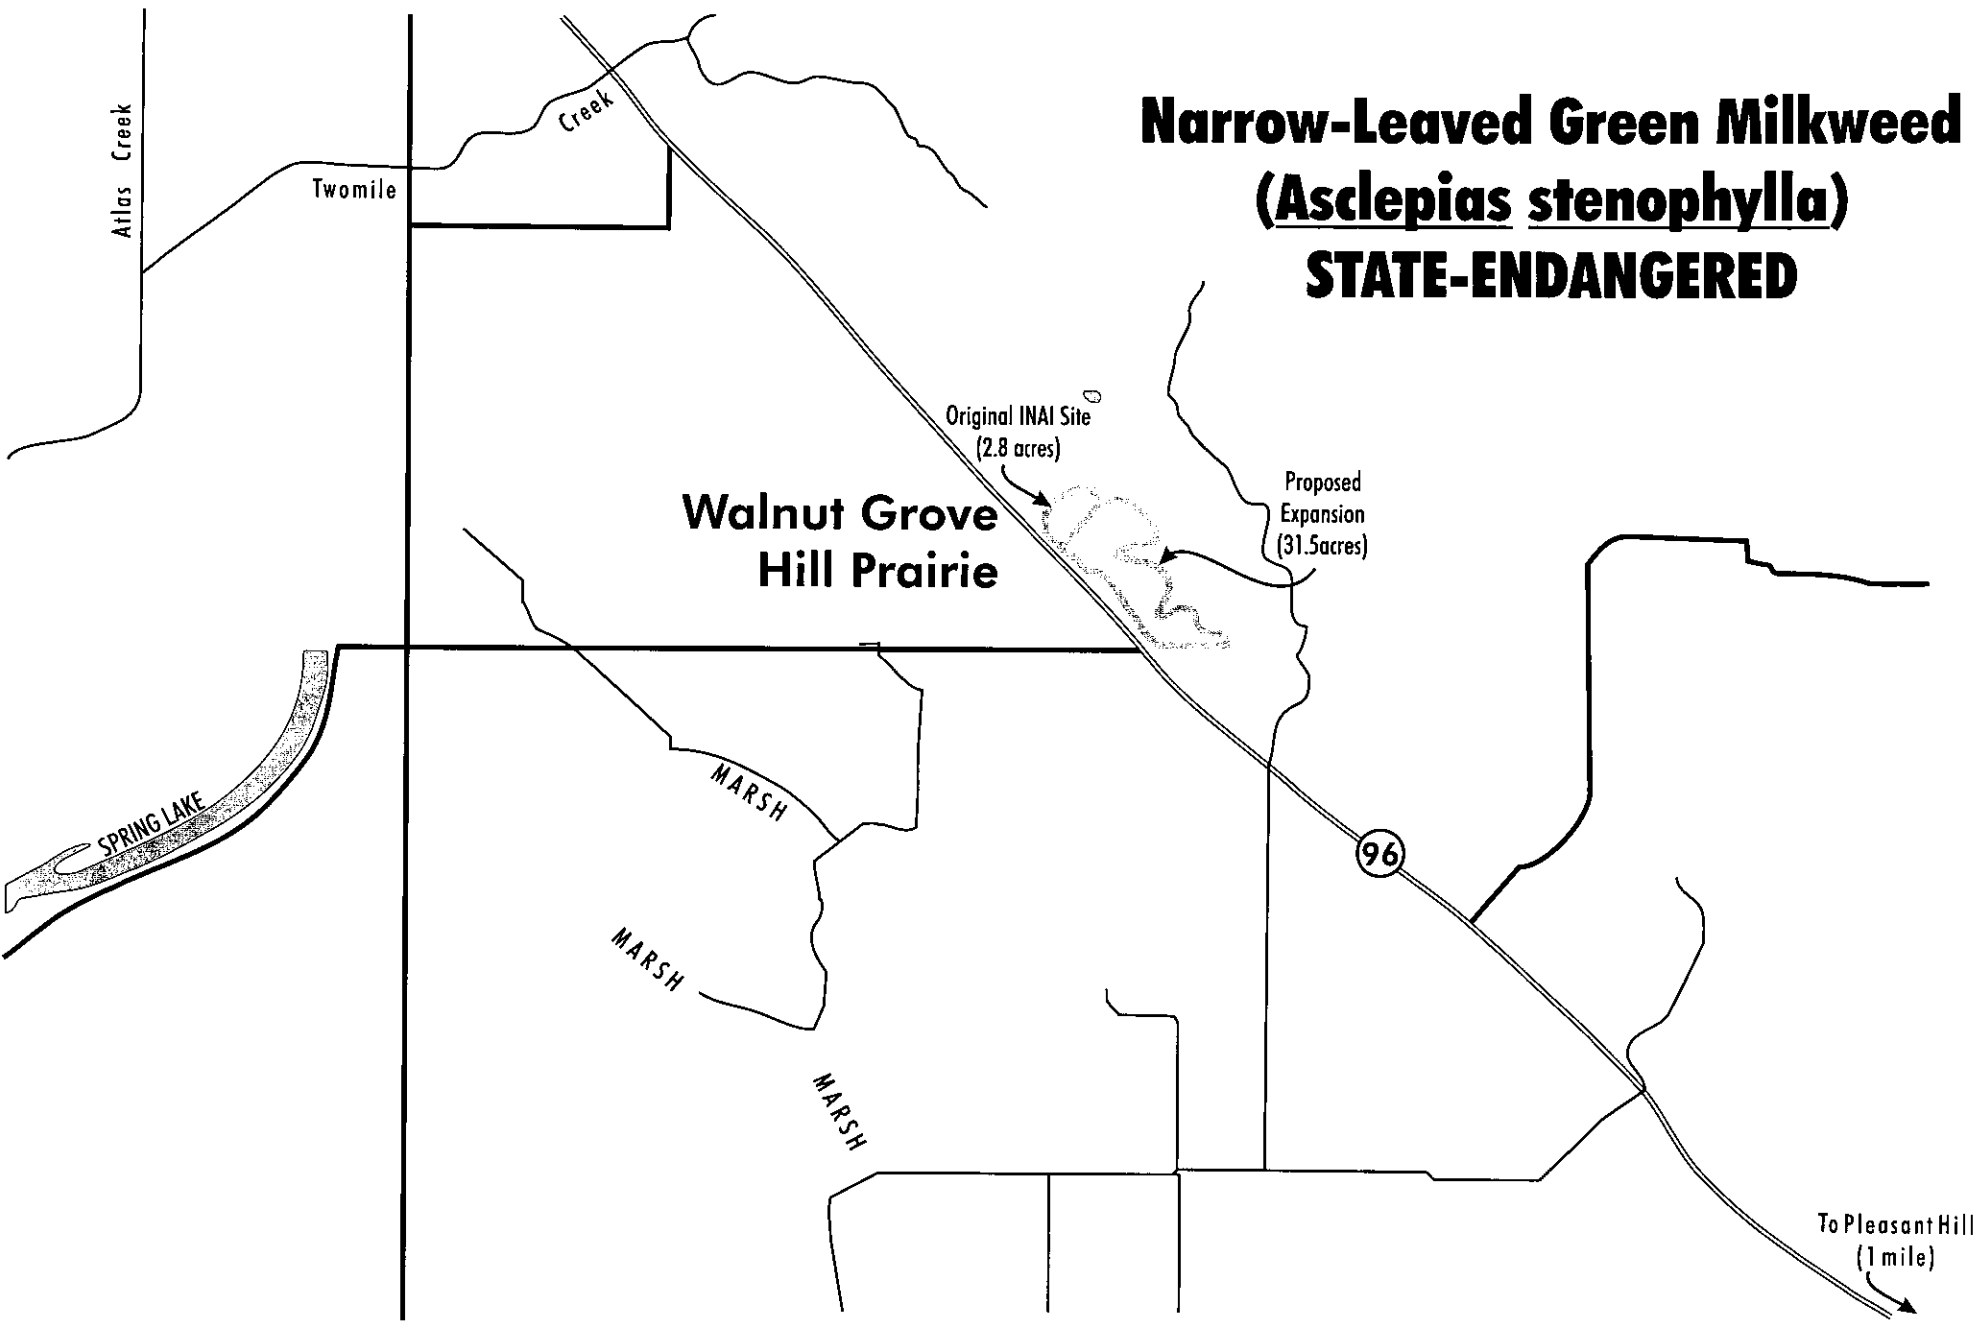 Narrow-Leaved Green Milkweed
(Asclepias stenophylla)
STATE-ENDANGERED
Atlas Creek
Twomile
Creek
Original INAI Site
(2.8 acres)
Proposed
Expansion
(31.5acres)
Walnut Grove
Hill Prairie
SPRING LAKE
MARSH
96
MARSH
MARSH
To Pleasant Hill
(1 mile)